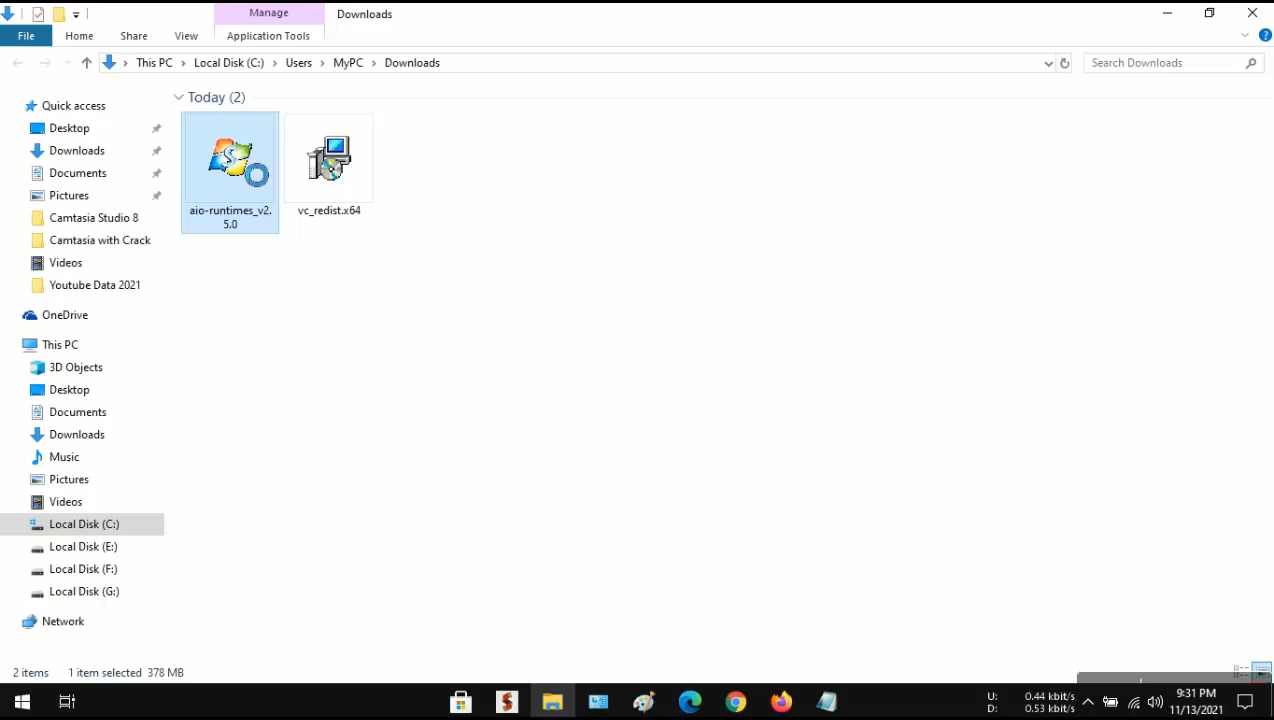 Manage
Downloads
File
Home
Share
View
Application Tools
This PC
Local Disk (C:)
Users
MyPC
Downloads
Search Downloads
Quick access
Desktop
Downloads
Documents
Pictures
Camtasia Studio 8
Camtasia with Crack
Videos
Youtube Data 2021
OneDrive
This PC
3D Objects
Desktop
Documents
Downloads
Music
Pictures
Videos
Local Disk (C:)
Local Disk (E:)
Local Disk (F:)
Local Disk (G:)
Network
Today (2)
aio-runtimes_v2.
5.0
vc_redist.x64
2 items
1 item selected 378 MB
U: 0.44 kbit/s
D: 0.53 kbit/s
9:31 PM
11/13/2021